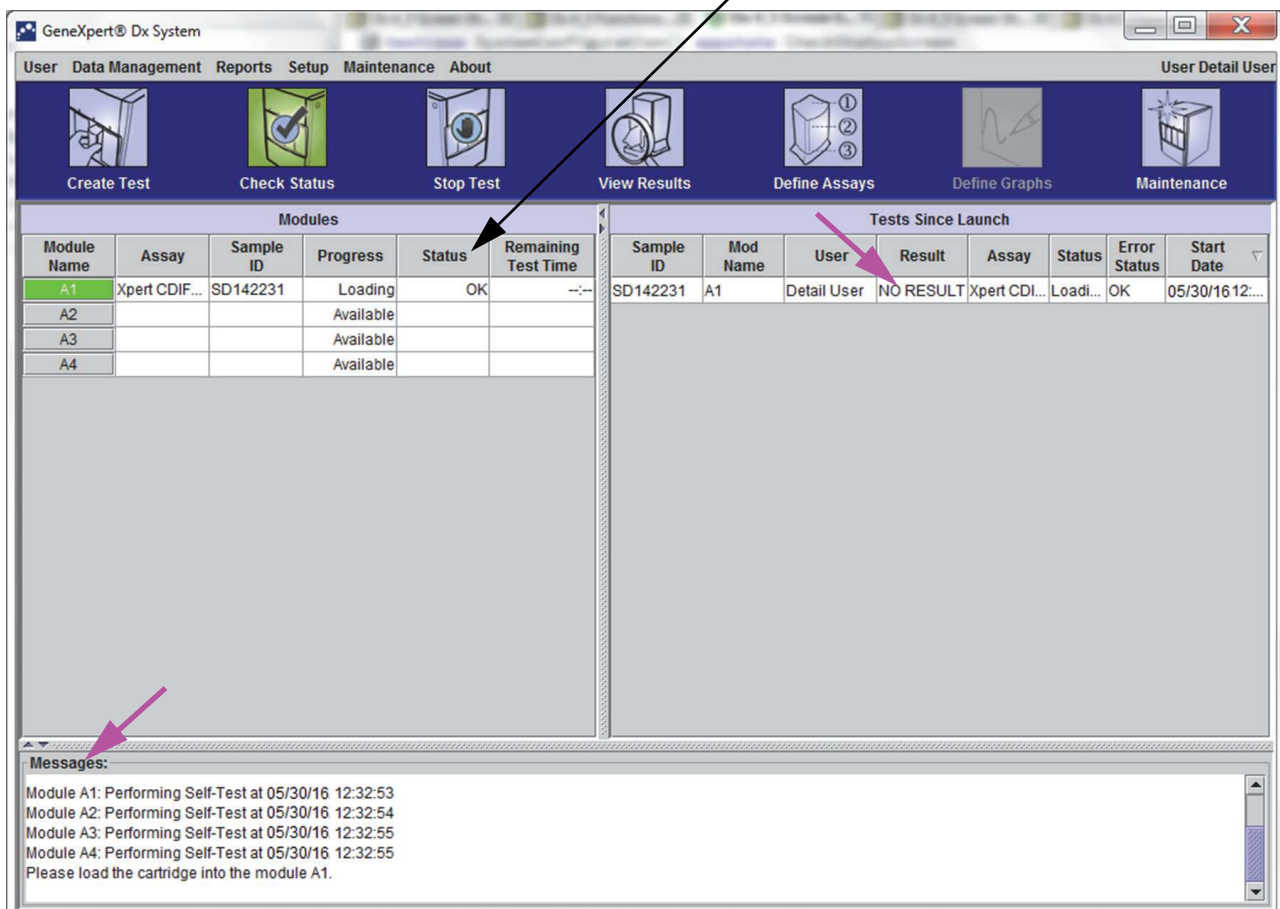 GeneXpert® Dx System
User Data Management Reports Setup Maintenance About User Detail User
Create Test Check Status Stop Test View Results Define Assays Define Graphs Maintenance
Modules
Module Name Assay Sample ID Progress Status Remaining Test Time
A1 Xpert CDIF... SD142231 Loading OK --:--
A2 Available
A3 Available
A4 Available
Tests Since Launch
Sample ID Mod Name User Result Assay Status Error Status Start Date
SD142231 A1 Detail User NO RESULT Xpert CDI... Loadi... OK 05/30/16 12:...
Messages:
Module A1: Performing Self-Test at 05/30/16 12:32:53
Module A2: Performing Self-Test at 05/30/16 12:32:54
Module A3: Performing Self-Test at 05/30/16 12:32:55
Module A4: Performing Self-Test at 05/30/16 12:32:55
Please load the cartridge into the module A1.